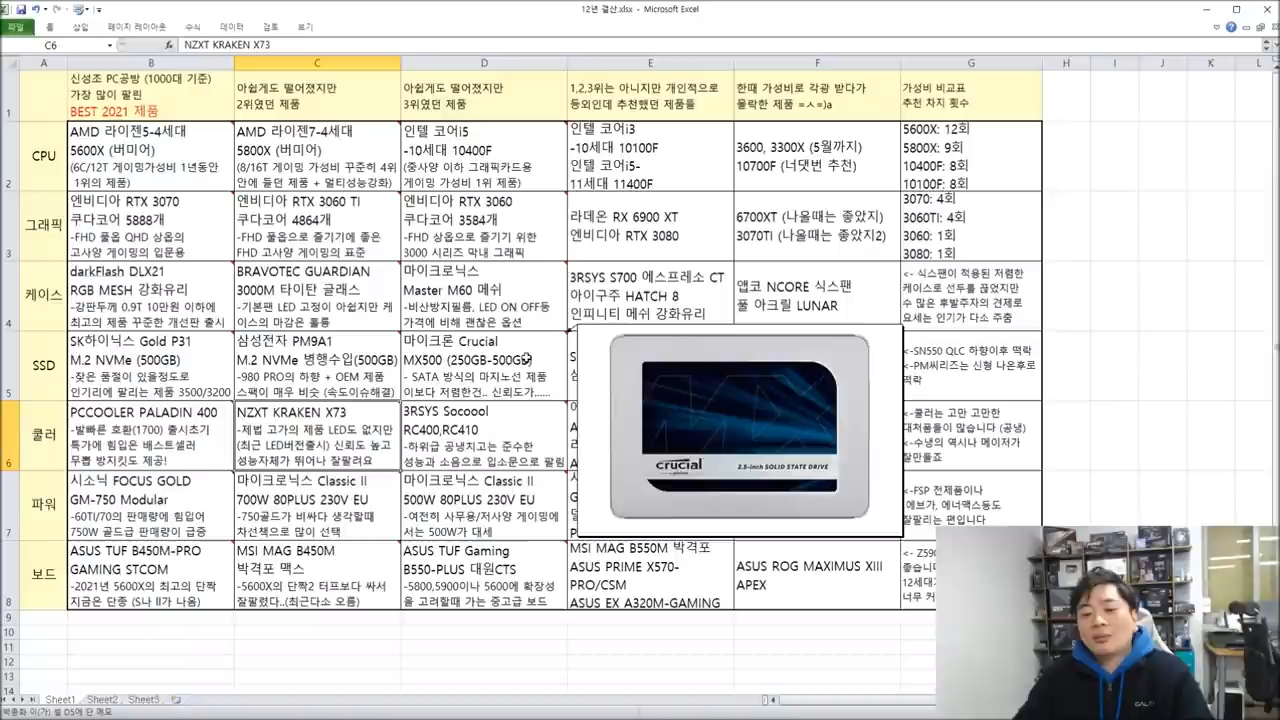 12년 결산.xlsx - Microsoft Excel
파일 홈 삽입 페이지 레이아웃 수식 데이터 검토 보기
C6 fx NZXT KRAKEN X73
A B C D E F G H I J K L
1
신성조 PC공방 (1000대 기준)
가장 많이 팔린
BEST 2021 제품
아쉽게도 떨어졌지만
2위였던 제품
아쉽게도 떨어졌지만
3위였던 제품
1,2,3위는 아니지만 개인적으로
등외인데 추천했던 제품들
한때 가성비로 각광 받다가
몰락한 제품 =ㅅ=)a
가성비 비교표
추천 차지 횟수
2
CPU
AMD 라이젠5-4세대
5600X (버미어)
(6C/12T 게이밍가성비 1년동안
1위의 제품)
AMD 라이젠7-4세대
5800X (버미어)
(8/16T 게이밍 가성비 꾸준히 4위
안에 들던 제품 + 멀티성능강화)
인텔 코어i5
-10세대 10400F
(중사양 이하 그래픽카드용
게이밍 가성비 1위 제품)
인텔 코어i3
-10세대 10100F
인텔 코어i5-
11세대 11400F
3600, 3300X (5월까지)
10700F (너댓번 추천)
5600X: 12회
5800X: 9회
10400F: 8회
10100F: 8회
3
그래픽
엔비디아 RTX 3070
쿠다코어 5888개
-FHD 풀옵 QHD 상옵의
고사양 게이밍의 입문용
엔비디아 RTX 3060 TI
쿠다코어 4864개
-FHD 풀옵으로 즐기기에 좋은
FHD 고사양 게이밍의 표준
엔비디아 RTX 3060
쿠다코어 3584개
-FHD 상옵으로 즐기기 위한
3000 시리즈 막내 그래픽
라데온 RX 6900 XT
엔비디아 RTX 3080
6700XT (나올때는 좋았지)
3070TI (나올때는 좋았지2)
3070: 4회
3060TI: 4회
3060: 1회
3080: 1회
4
케이스
darkFlash DLX21
RGB MESH 강화유리
-강판두께 0.9T 10만원 이하에
최고의 제품 꾸준한 개선판 출시
BRAVOTEC GUARDIAN
3000M 타이탄 글래스
-기본팬 LED 고정이 아쉽지만 케
이스의 마감은 훌륭
마이크로닉스
Master M60 메쉬
-비산방지필름, LED ON OFF등
가격에 비해 괜찮은 옵션
3RSYS S700 에스프레소 CT
아이구주 HATCH 8
인피니티 메쉬 강화유리
앱코 NCORE 식스팬
풀 아크릴 LUNAR
<- 식스팬이 적용된 저렴한
케이스로 선두를 끊었지만
수 많은 후발주자의 견제로
요세는 인기가 다소 주춤
5
SSD
SK하이닉스 Gold P31
M.2 NVMe (500GB)
-잦은 품절이 있을정도로
인기리에 팔리는 제품 3500/3200
삼성전자 PM9A1
M.2 NVMe 병행수입(500GB)
-980 PRO의 하향 + OEM 제품
스팩이 매우 비슷 (속도이슈해결)
마이크론 Crucial
MX500 (250GB-500GB)
- SATA 방식의 마지노선 제품
이보다 저렴한건.. 신뢰도가,.....
crucial
2.5-inch SOLID STATE DRIVE
<-SN550 QLC 하향이후 떡락
<-PM씨리즈는 신형 나온후로
떡락
6
쿨러
PCCOOLER PALADIN 400
-발빠른 호환(1700) 출시초기
특가에 힘입은 배스트셀러
무뽑 방지킷도 제공!
NZXT KRAKEN X73
-제법 고가의 제품 LED도 없지만
(최근 LED버전출시) 신뢰도 높고
성능자체가 뛰어나 잘팔려요
3RSYS Socoool
RC400,RC410
-하위급 공냉치고는 준수한
성능과 소음으로 입소문으로 팔림
<-쿨러는 고만 고만한
대처품들이 많습니다 (공냉)
<-수냉의 역시나 메이저가
잘만들죠
7
파워
시소닉 FOCUS GOLD
GM-750 Modular
-60TI/70의 판매량에 힘입어
750W 골드급 판매량이 급증
마이크로닉스 Classic II
700W 80PLUS 230V EU
-750골드가 비싸다 생각할때
차선책으로 많이 선택
마이크로닉스 Classic II
500W 80PLUS 230V EU
-여전히 사무용/저사양 게이밍에
서는 500W가 대세
<-FSP 전제품이나
에브가, 에너맥스등도
잘팔리는 편입니다
8
보드
ASUS TUF B450M-PRO
GAMING STCOM
-2021년 5600X의 최고의 단짝
지금은 단종 (S나 II가 나옴)
MSI MAG B450M
박격포 맥스
-5600X의 단짝2 터프보다 싸서
잘팔렸다..(최근다소 오름)
ASUS TUF Gaming
B550-PLUS 대원CTS
-5800,5900이나 5600에 확장성
을 고려할때 가는 중고급 보드
MSI MAG B550M 박격포
ASUS PRIME X570-
PRO/CSM
ASUS EX A320M-GAMING
ASUS ROG MAXIMUS XIII
APEX
<- Z590
좋습니
12세대
너무 커
9
10
11
12
13
14
Sheet1 Sheet2 Sheet3
백종화 이(가) 셀 D5에 단 메모